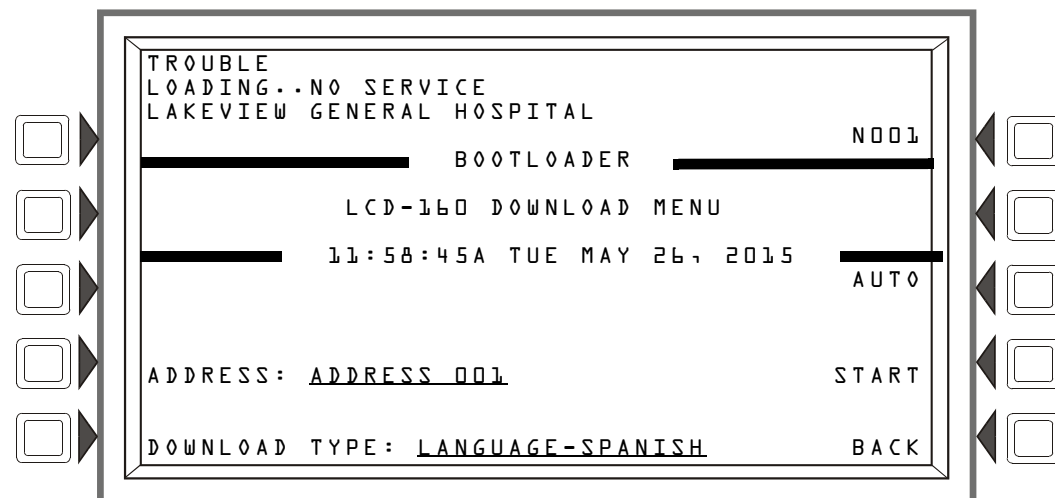 TROUBLE
LOADING..NO SERVICE
LAKEVIEW GENERAL HOSPITAL
N001
BOOTLOADER
LCD-160 DOWNLOAD MENU
11:58:45A TUE MAY 26, 2015
AUTO
ADDRESS: ADDRESS 001 START
DOWNLOAD TYPE: LANGUAGE-SPANISH BACK